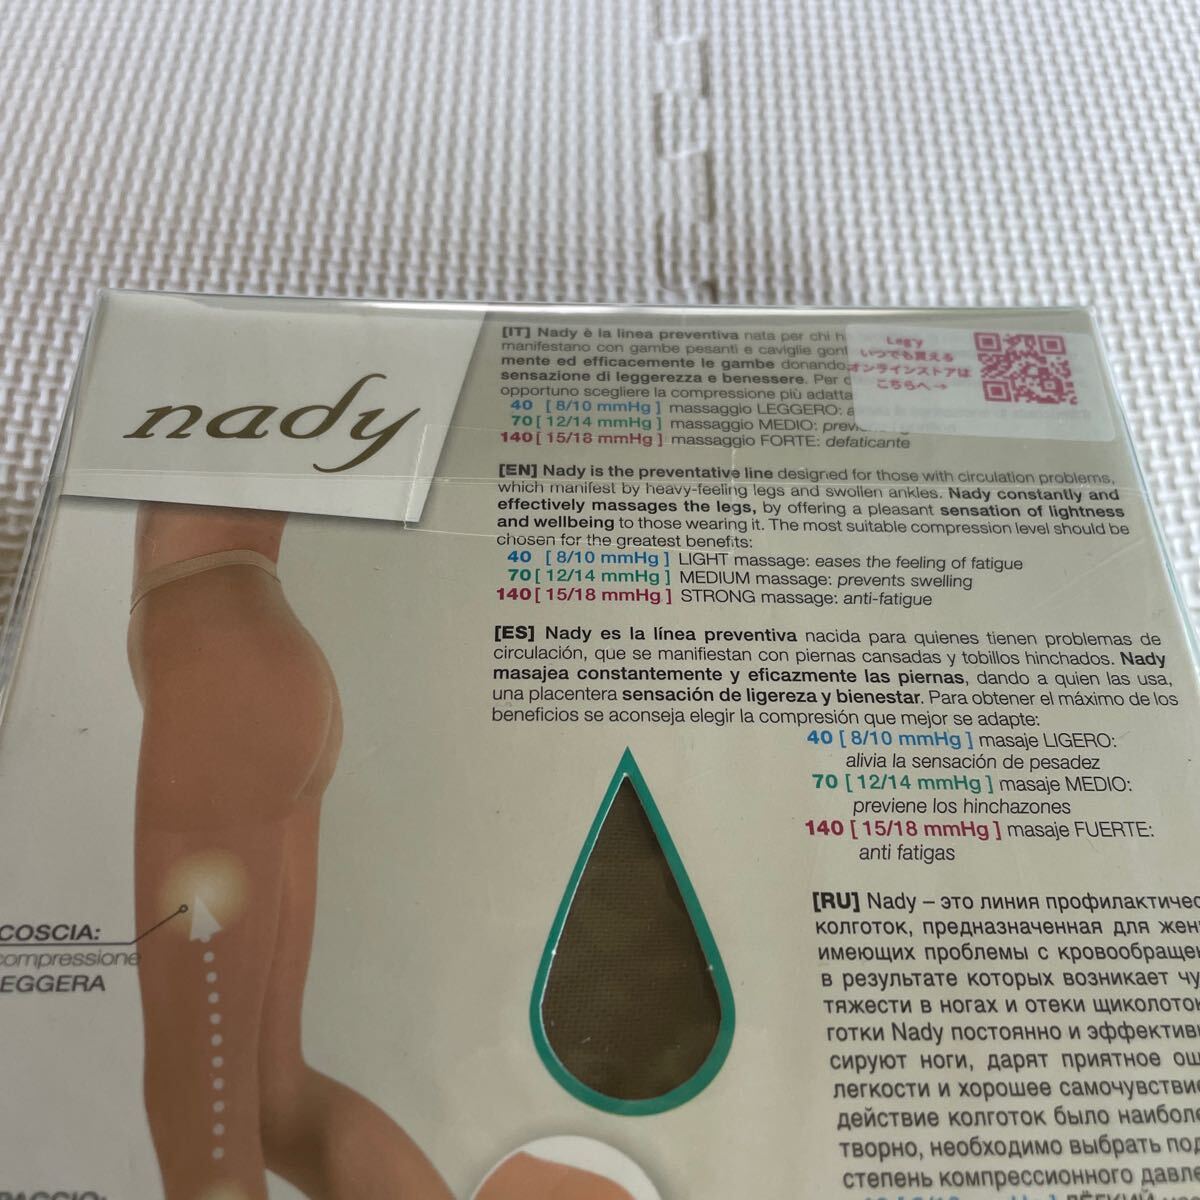 nady
[IT] Nady è la linea preventiva nata per chi h
manifestano con gambe pesanti e caviglie gonf
mente ed efficacemente le gambe donando
sensazione di leggerezza e benessere. Per
opportuno scegliere la compressione più adatta
40 [ 8/10 mmHg ] massaggio LEGGERO:
70 [ 12/14 mmHg ] massaggio MEDIO:
140 [ 15/18 mmHg ] massaggio FORTE: defaticante
Legy
いつでも買える
オンラインストアは
こちらへ→
[EN] Nady is the preventative line designed for those with circulation problems,
which manifest by heavy-feeling legs and swollen ankles. Nady constantly and
effectively massages the legs, by offering a pleasant sensation of lightness
and wellbeing to those wearing it. The most suitable compression level should be
chosen for the greatest benefits:
40 [ 8/10 mmHg ] LIGHT massage: eases the feeling of fatigue
70 [ 12/14 mmHg ] MEDIUM massage: prevents swelling
140 [ 15/18 mmHg ] STRONG massage: anti-fatigue
[ES] Nady es la línea preventiva nacida para quienes tienen problemas de
circulación, que se manifiestan con piernas cansadas y tobillos hinchados. Nady
masajea constantemente y eficazmente las piernas, dando a quien las usa,
una placentera sensación de ligereza y bienestar. Para obtener el máximo de los
beneficios se aconseja elegir la compresión que mejor se adapte:
40 [ 8/10 mmHg ] masaje LIGERO:
alivia la sensación de pesadez
70 [ 12/14 mmHg ] masaje MEDIO:
previene los hinchazones
140 [ 15/18 mmHg ] masaje FUERTE:
anti fatigas
[RU] Nady – это линия профилактичес
колготок, предназначенная для жен
имеющих проблемы с кровообраще
в результате которых возникает чу
тяжести в ногах и отеки щиколоток
готки Nady постоянно и эффектив
сируют ноги, дарят приятное ощ
легкости и хорошее самочувствие
действие колготок было наибол
творно, необходимо выбрать под
степень компрессионного давле
COSCIA:
compressione
LEGGERA